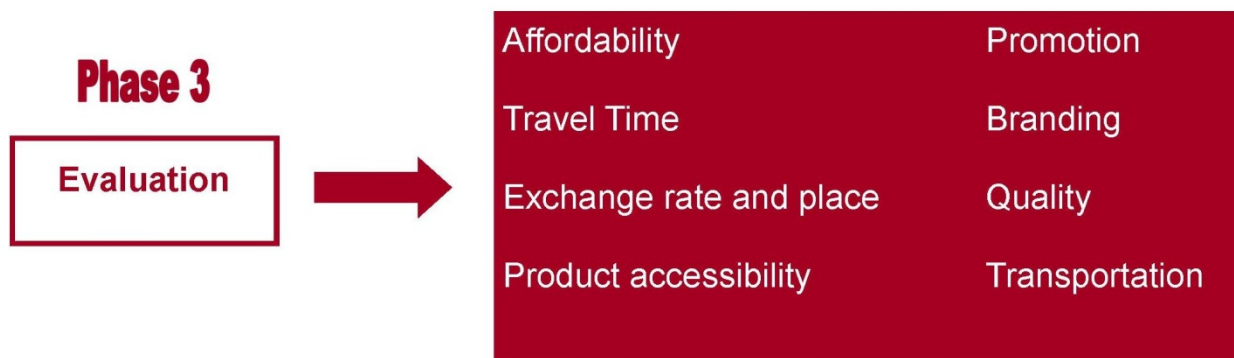 Phase 3
Evaluation
Affordability
Travel Time
Exchange rate and place
Product accessibility
Promotion
Branding
Quality
Transportation